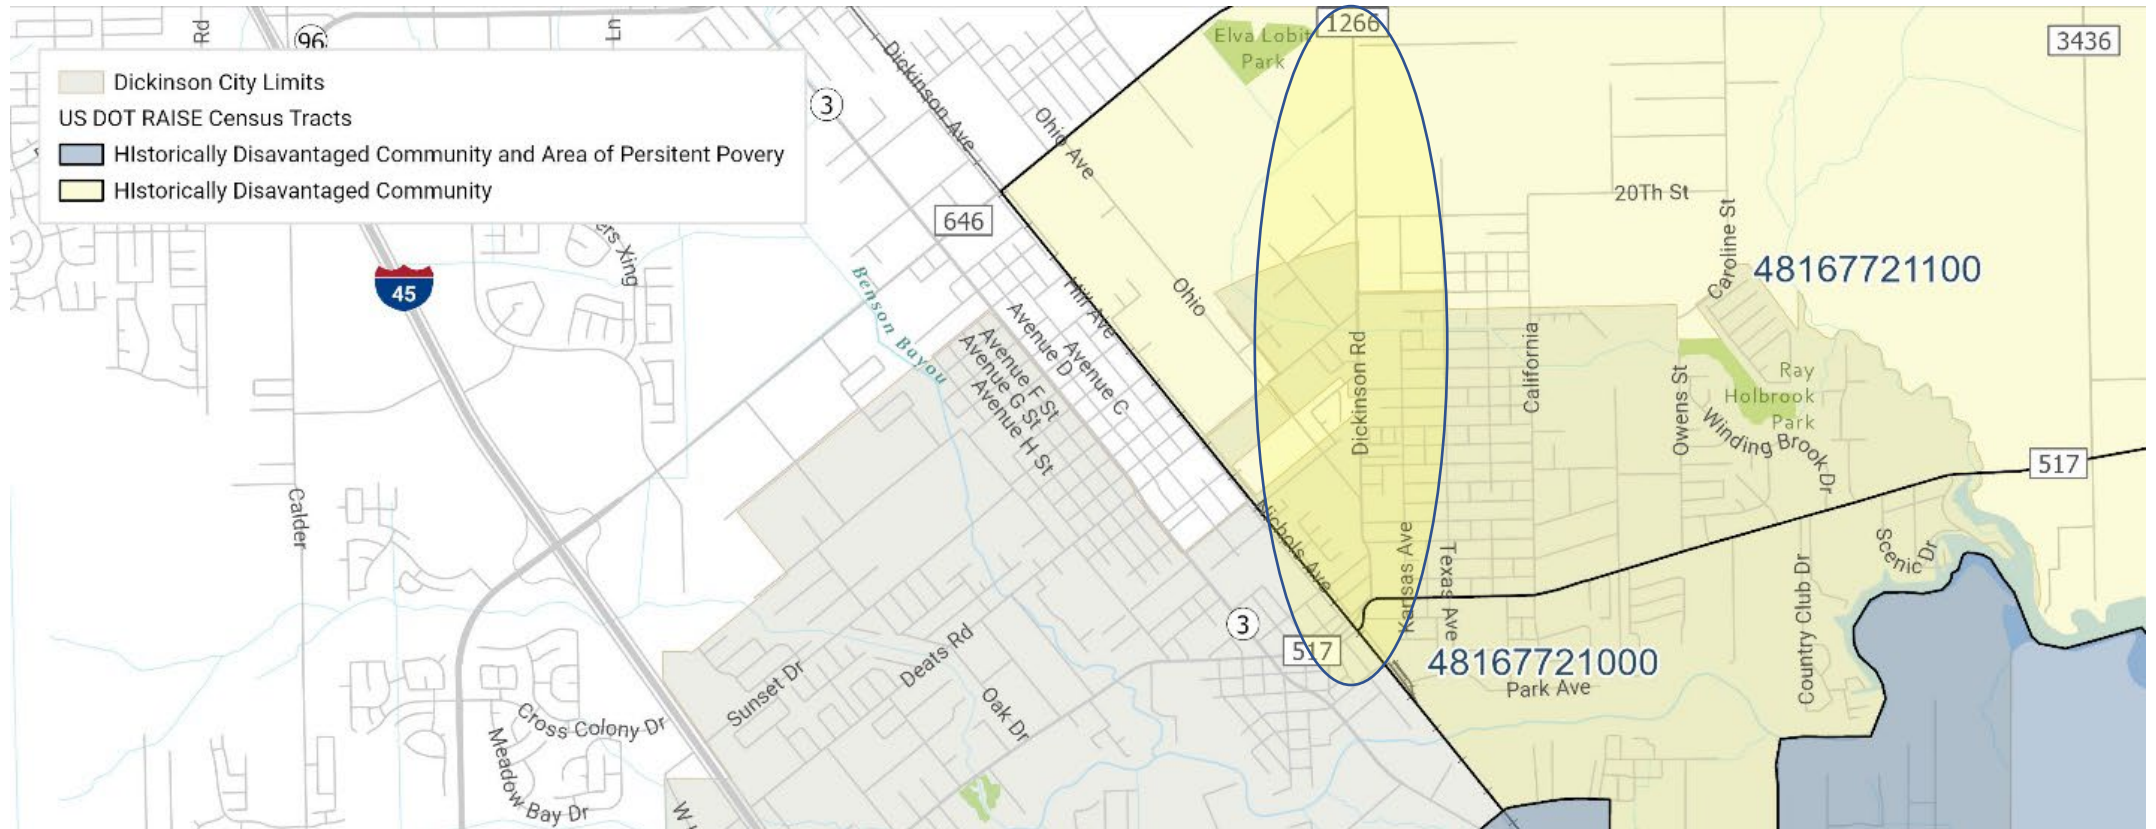 Rd
96
Ln
Dickinson City Limits
US DOT RAISE Census Tracts
HIstorically Disavantaged Community and Area of Persitent Povery
HIstorically Disavantaged Community
3
Dickinson Ave
Ohio Ave
Elva Lobit
Park
1266
3436
646
20Th St
Caroline St
48167721100
ers Xing
45
Benson Bayou
Hill Ave
Ohio
Avenue D
Avenue C
Avenue F St
Avenue G St
Avenue H St
Dickinson Rd
California
Owens St
Ray
Holbrook
Park
Winding Brook Dr
517
Calder
Nichols Ave
Kansas Ave
Texas Ave
Scenic Dr
Country Club Dr
3
517
48167721000
Park Ave
Sunset Dr
Deats Rd
Oak Dr
Cross Colony Dr
Meadow Bay Dr